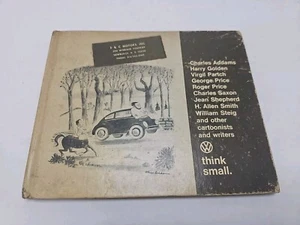 Charles Addams
Harry Golden
Virgil Partch
George Price
Roger Price
Charles Saxon
Jean Shepherd
H. Allen Smith
William Steig
and other
cartoonists
and writers
think
small.